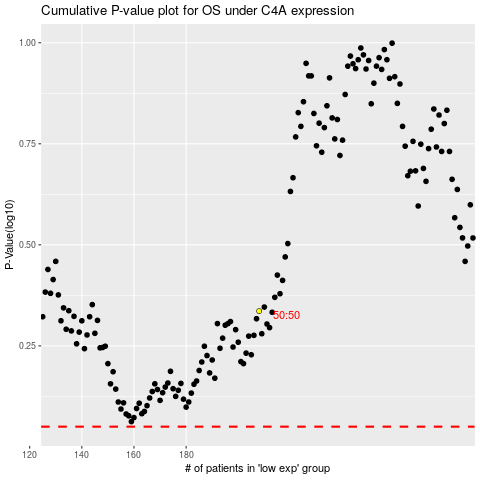 Cumulative P-value plot for OS under C4A expression
1.00
0.75
0.50
0.25
P-Value(log10)
50:50
120 140 160 180
# of patients in 'low exp' group